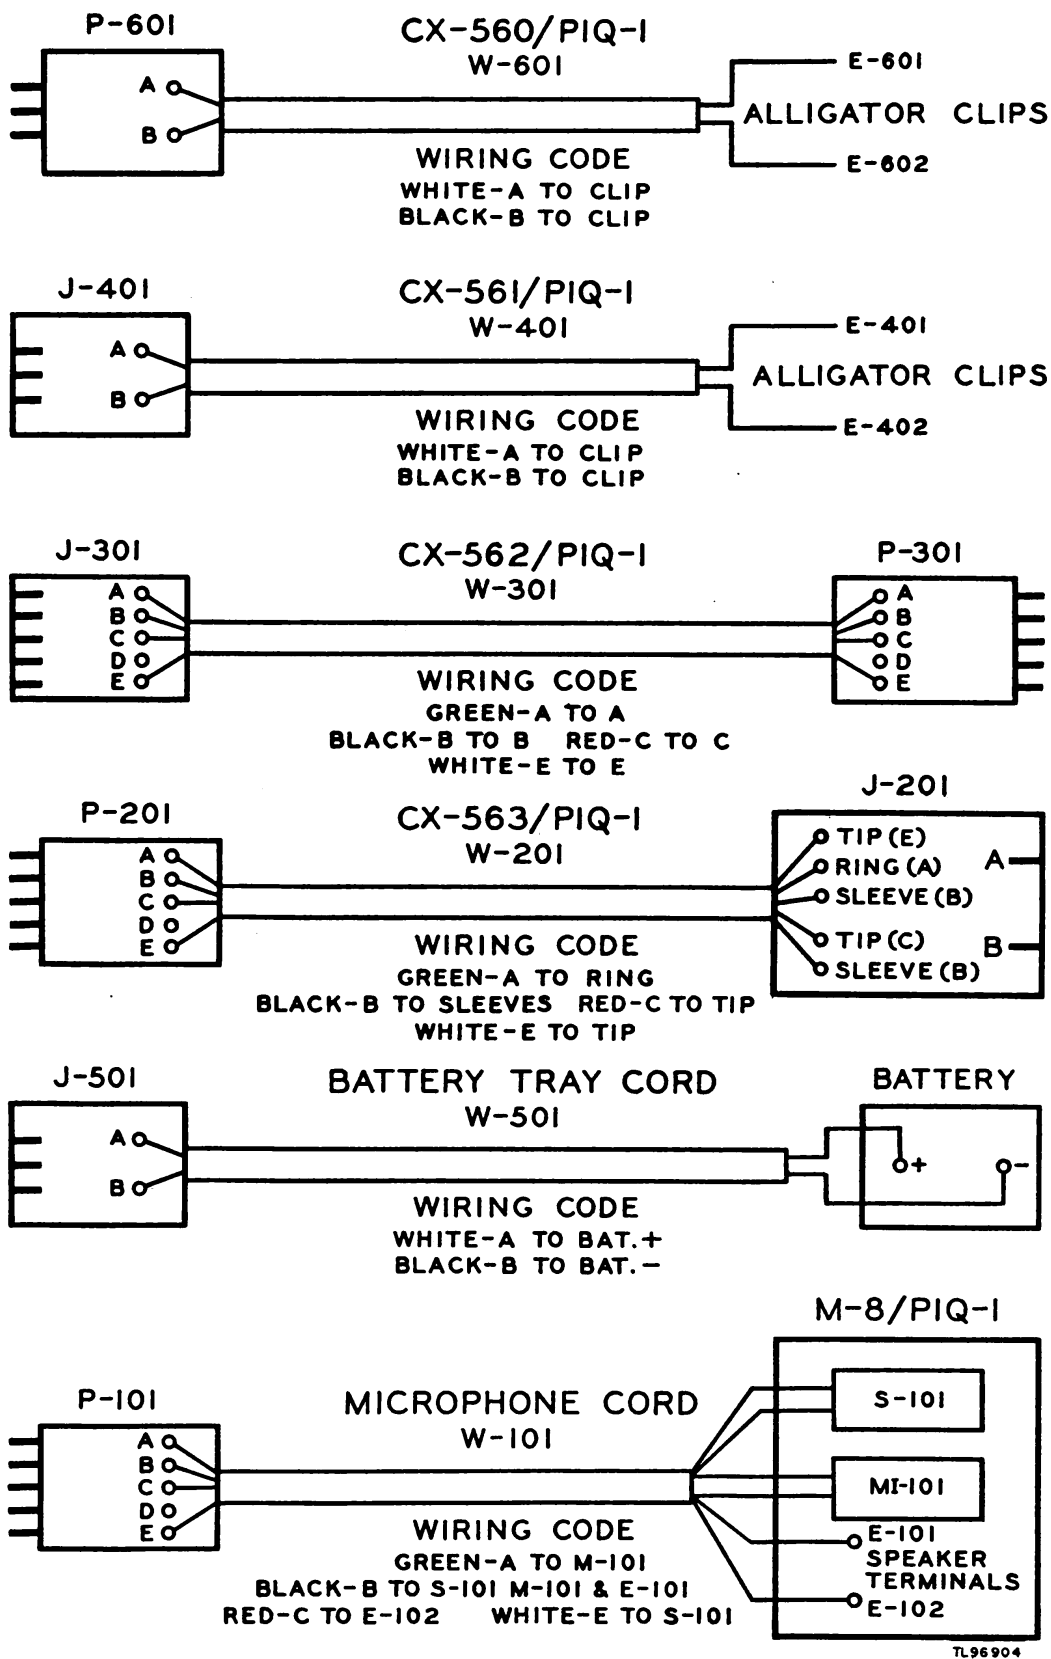 P-601
CX-560/PIQ-1
W-601
A
B
E-601
ALLIGATOR CLIPS
E-602
WIRING CODE
WHITE-A TO CLIP
BLACK-B TO CLIP
J-401
CX-561/PIQ-1
W-401
A
B
E-401
ALLIGATOR CLIPS
E-402
WIRING CODE
WHITE-A TO CLIP
BLACK-B TO CLIP
J-301
CX-562/PIQ-1
W-301
P-301
A
B
C
D
E
A
B
C
D
E
WIRING CODE
GREEN-A TO A
BLACK-B TO B RED-C TO C
WHITE-E TO E
P-201
CX-563/PIQ-1
W-201
J-201
A
B
C
D
E
TIP (E)
RING (A)
SLEEVE (B)
TIP (C)
SLEEVE (B)
A
B
WIRING CODE
GREEN-A TO RING
BLACK-B TO SLEEVES RED-C TO TIP
WHITE-E TO TIP
J-501
BATTERY TRAY CORD
W-501
BATTERY
A
B
+
-
WIRING CODE
WHITE-A TO BAT.+
BLACK-B TO BAT.-
M-8/PIQ-1
P-101
MICROPHONE CORD
W-101
A
B
C
D
E
S-101
MI-101
E-101
SPEAKER
TERMINALS
E-102
WIRING CODE
GREEN-A TO M-101
BLACK-B TO S-101 M-101 & E-101
RED-C TO E-102 WHITE-E TO S-101
TL96904